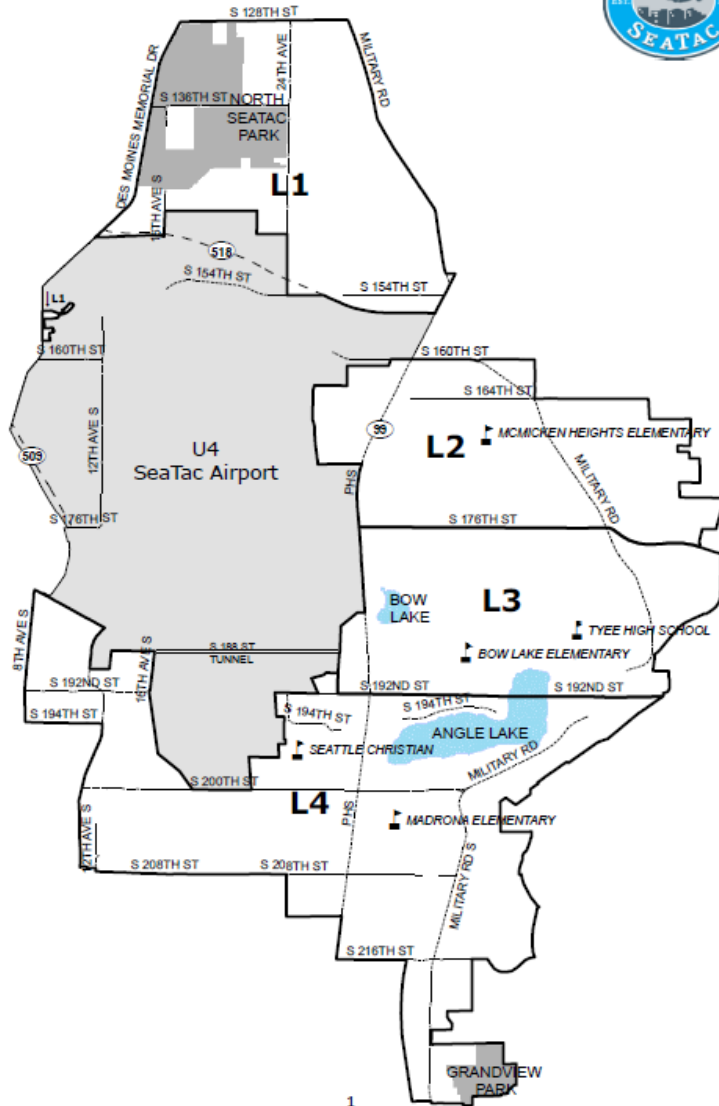 SEATAC
S 128TH ST
24TH AVE
MILITARY RD
DES MOINES MEMORIAL DR
S 136TH ST
NORTH
SEATAC
PARK
L1
16TH AVE S
518
S 154TH ST
S 154TH ST
L1
S 160TH ST
S 160TH ST
S 164TH ST
99
L2
MCMICKEN HEIGHTS ELEMENTARY
12TH AVE S
U4
SeaTac Airport
509
PHS
MILITARY RD
S 176TH ST
S 176TH ST
BOW
LAKE
L3
TYEE HIGH SCHOOL
BOW LAKE ELEMENTARY
8TH AVE S
16TH AVE S
S 188 ST
TUNNEL
S 192ND ST
S 192ND ST
S 192ND ST
S 194TH ST
S 194TH ST
S 194TH ST
ANGLE LAKE
SEATTLE CHRISTIAN
MILITARY RD
S 200TH ST
L4
PHS
MADRONA ELEMENTARY
12TH AVE S
MILITARY RD S
S 208TH ST
S 208TH ST
S 216TH ST
GRANDVIEW
PARK
1